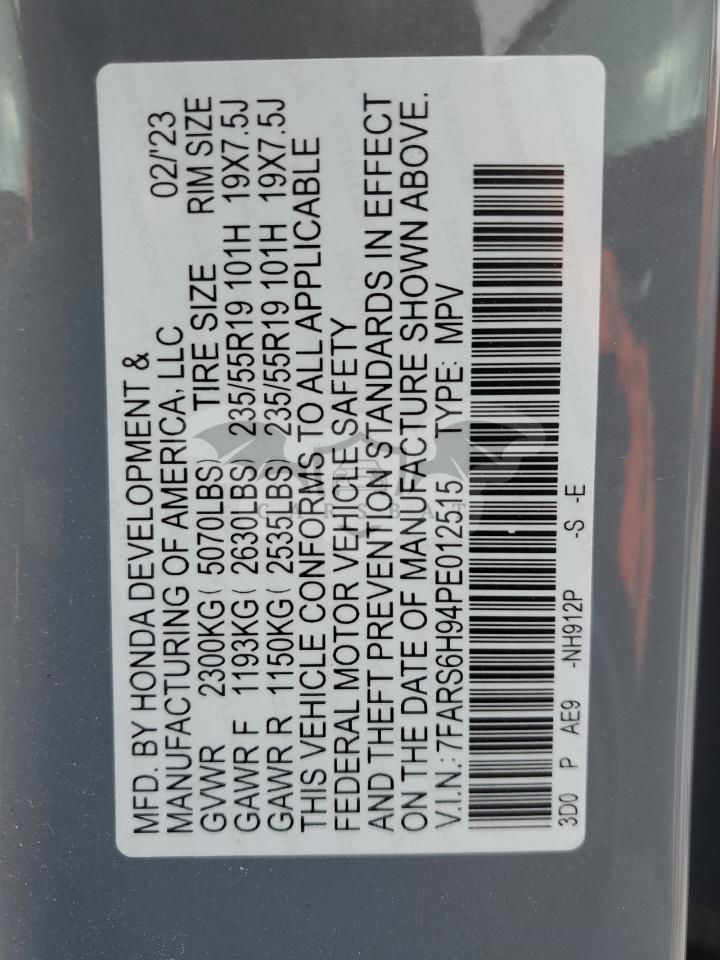 MFD. BY HONDA DEVELOPMENT &
MANUFACTURING OF AMERICA, LLC 02/'23
GVWR 2300KG( 5070LBS) TIRE SIZE RIM SIZE
GAWR F 1193KG( 2630LBS) 235/55R19 101H 19X7.5J
GAWR R 1150KG( 2535LBS) 235/55R19 101H 19X7.5J
THIS VEHICLE CONFORMS TO ALL APPLICABLE
FEDERAL MOTOR VEHICLE SAFETY
AND THEFT PREVENTION STANDARDS IN EFFECT
ON THE DATE OF MANUFACTURE SHOWN ABOVE.
V.I.N.: 7FARS6H94PE012515 TYPE: MPV
3D0 P AE9 -NH912P -S -E
CARSBAT